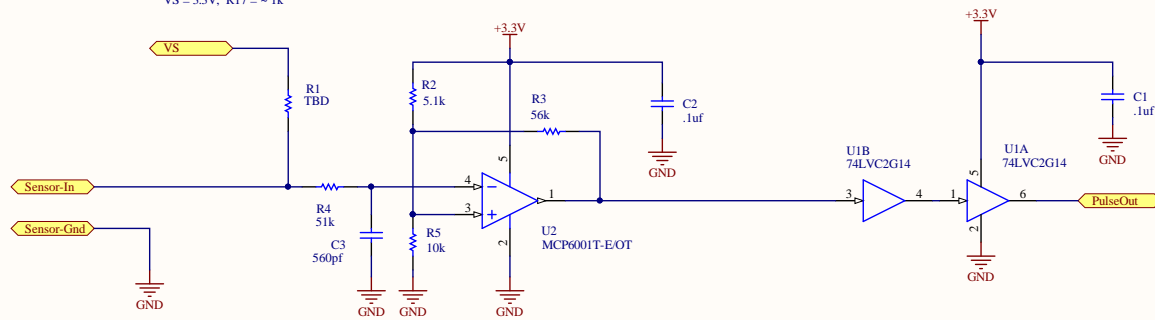 +3.3V
+3.3V
VS
R1
TBD
R2
5.1k
R3
56k
C2
.1uf
C1
.1uf
GND
GND
U1B
74LVC2G14
U1A
74LVC2G14
5
5
Sensor-In
4
1
3
4
1
6
PulseOut
R4
51k
3
2
2
Sensor-Gnd
C3
560pf
R5
10k
U2
MCP6001T-E/OT
GND
GND
GND
GND
GND